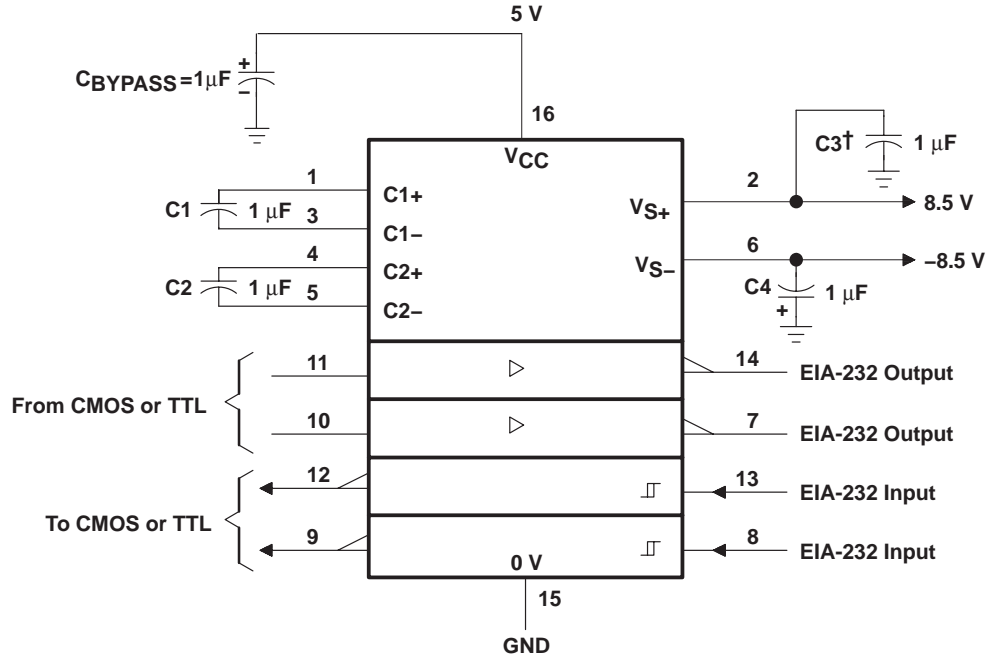 5 V
CBYPASS = 1μF
+
–
16
VCC
C3† 1 μF
1
C1+
2
VS+
8.5 V
C1 1 μF
3
C1–
4
C2+
6
VS–
–8.5 V
C2 1 μF
5
C2–
C4 1 μF
+
11
14
EIA-232 Output
From CMOS or TTL
10
7
EIA-232 Output
12
13
EIA-232 Input
To CMOS or TTL
9
8
EIA-232 Input
0 V
15
GND